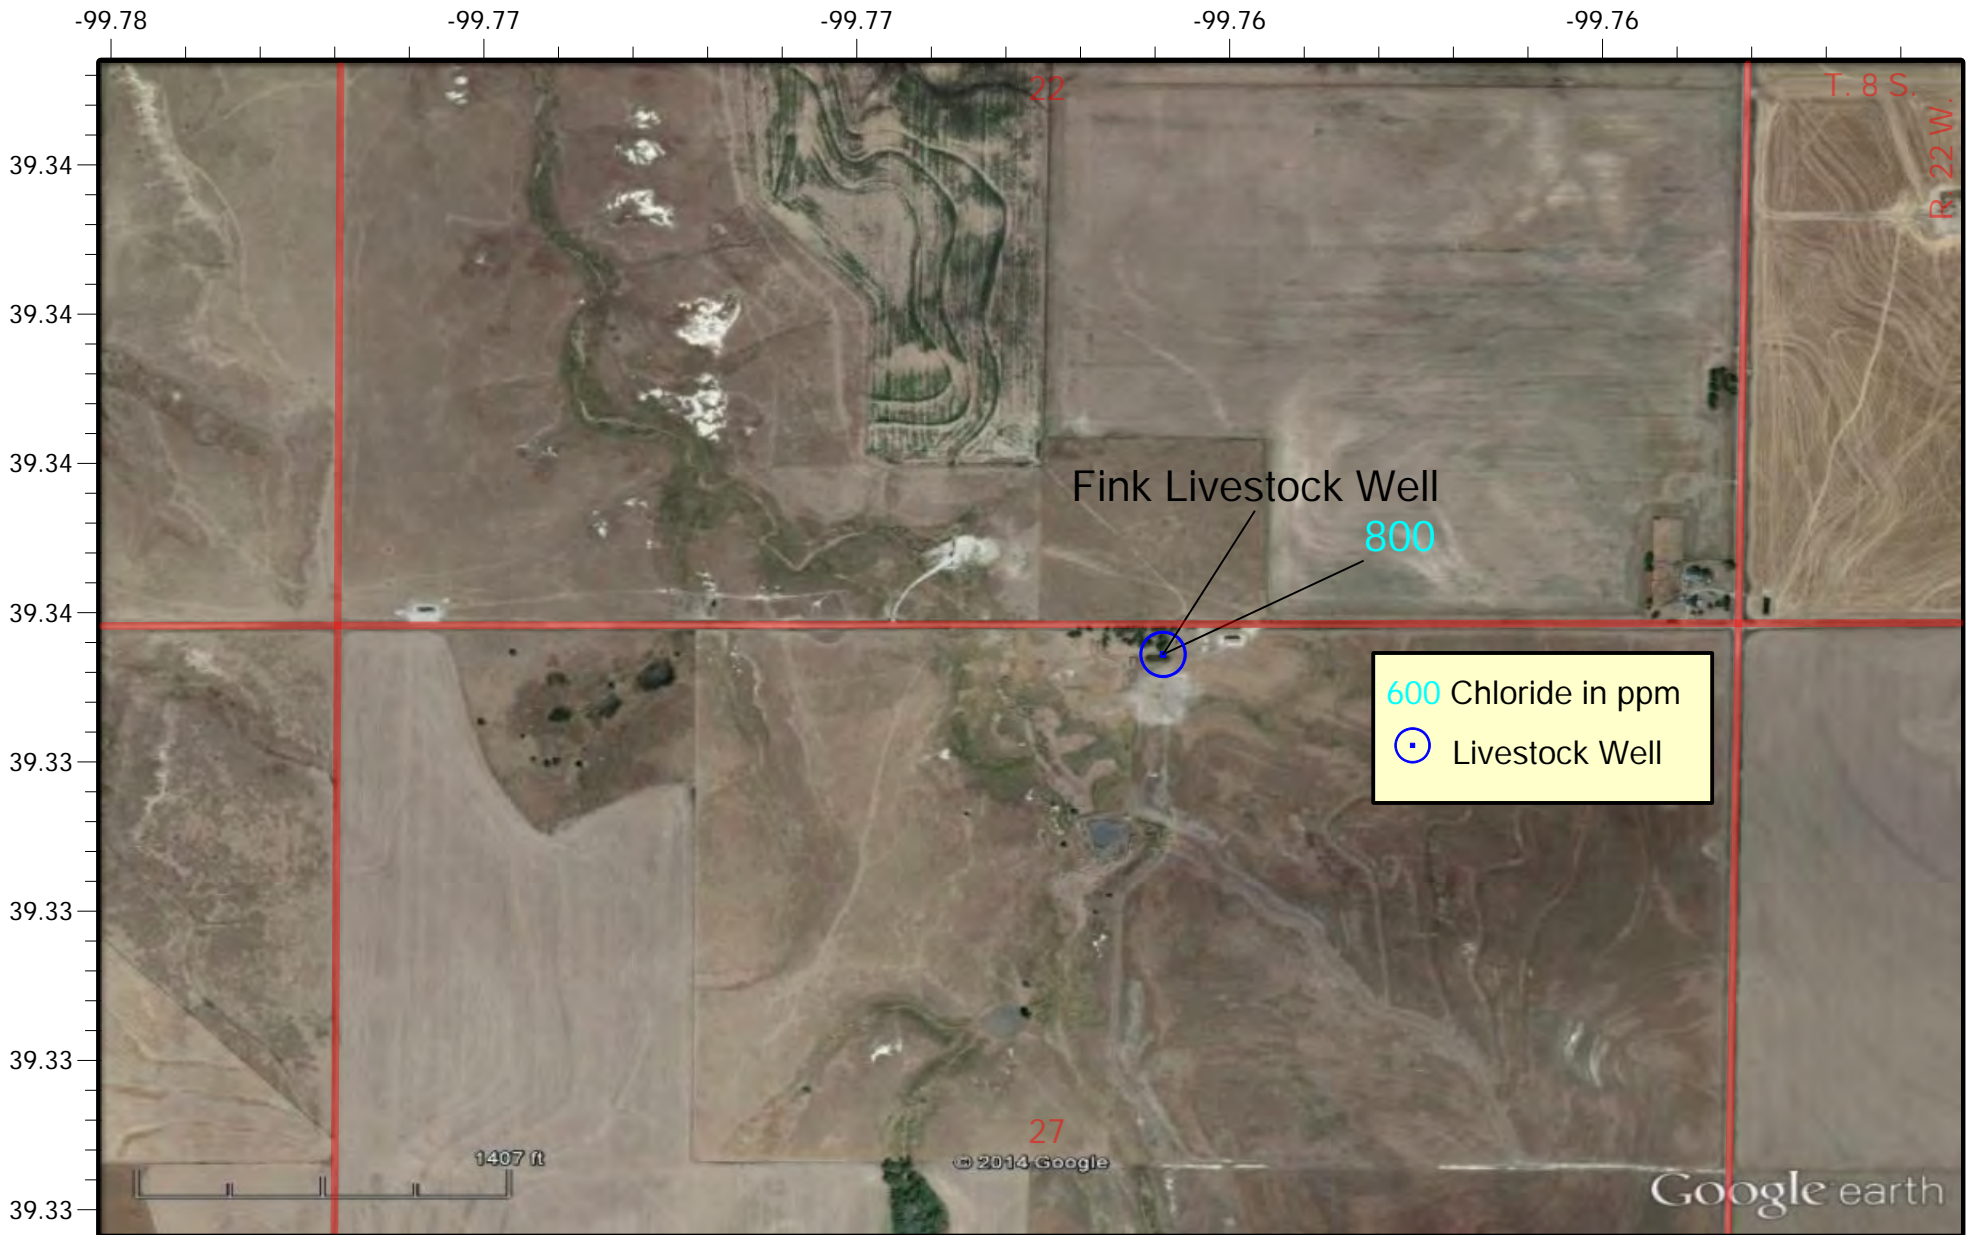 -99.78 -99.77 -99.77 -99.76 -99.76
22
T. 8 S.
R. 22 W.
39.34
39.34
39.34
Fink Livestock Well
800
39.34
600 Chloride in ppm
Livestock Well
39.33
39.33
39.33
27
1407 ft
© 2014 Google
Google earth
39.33